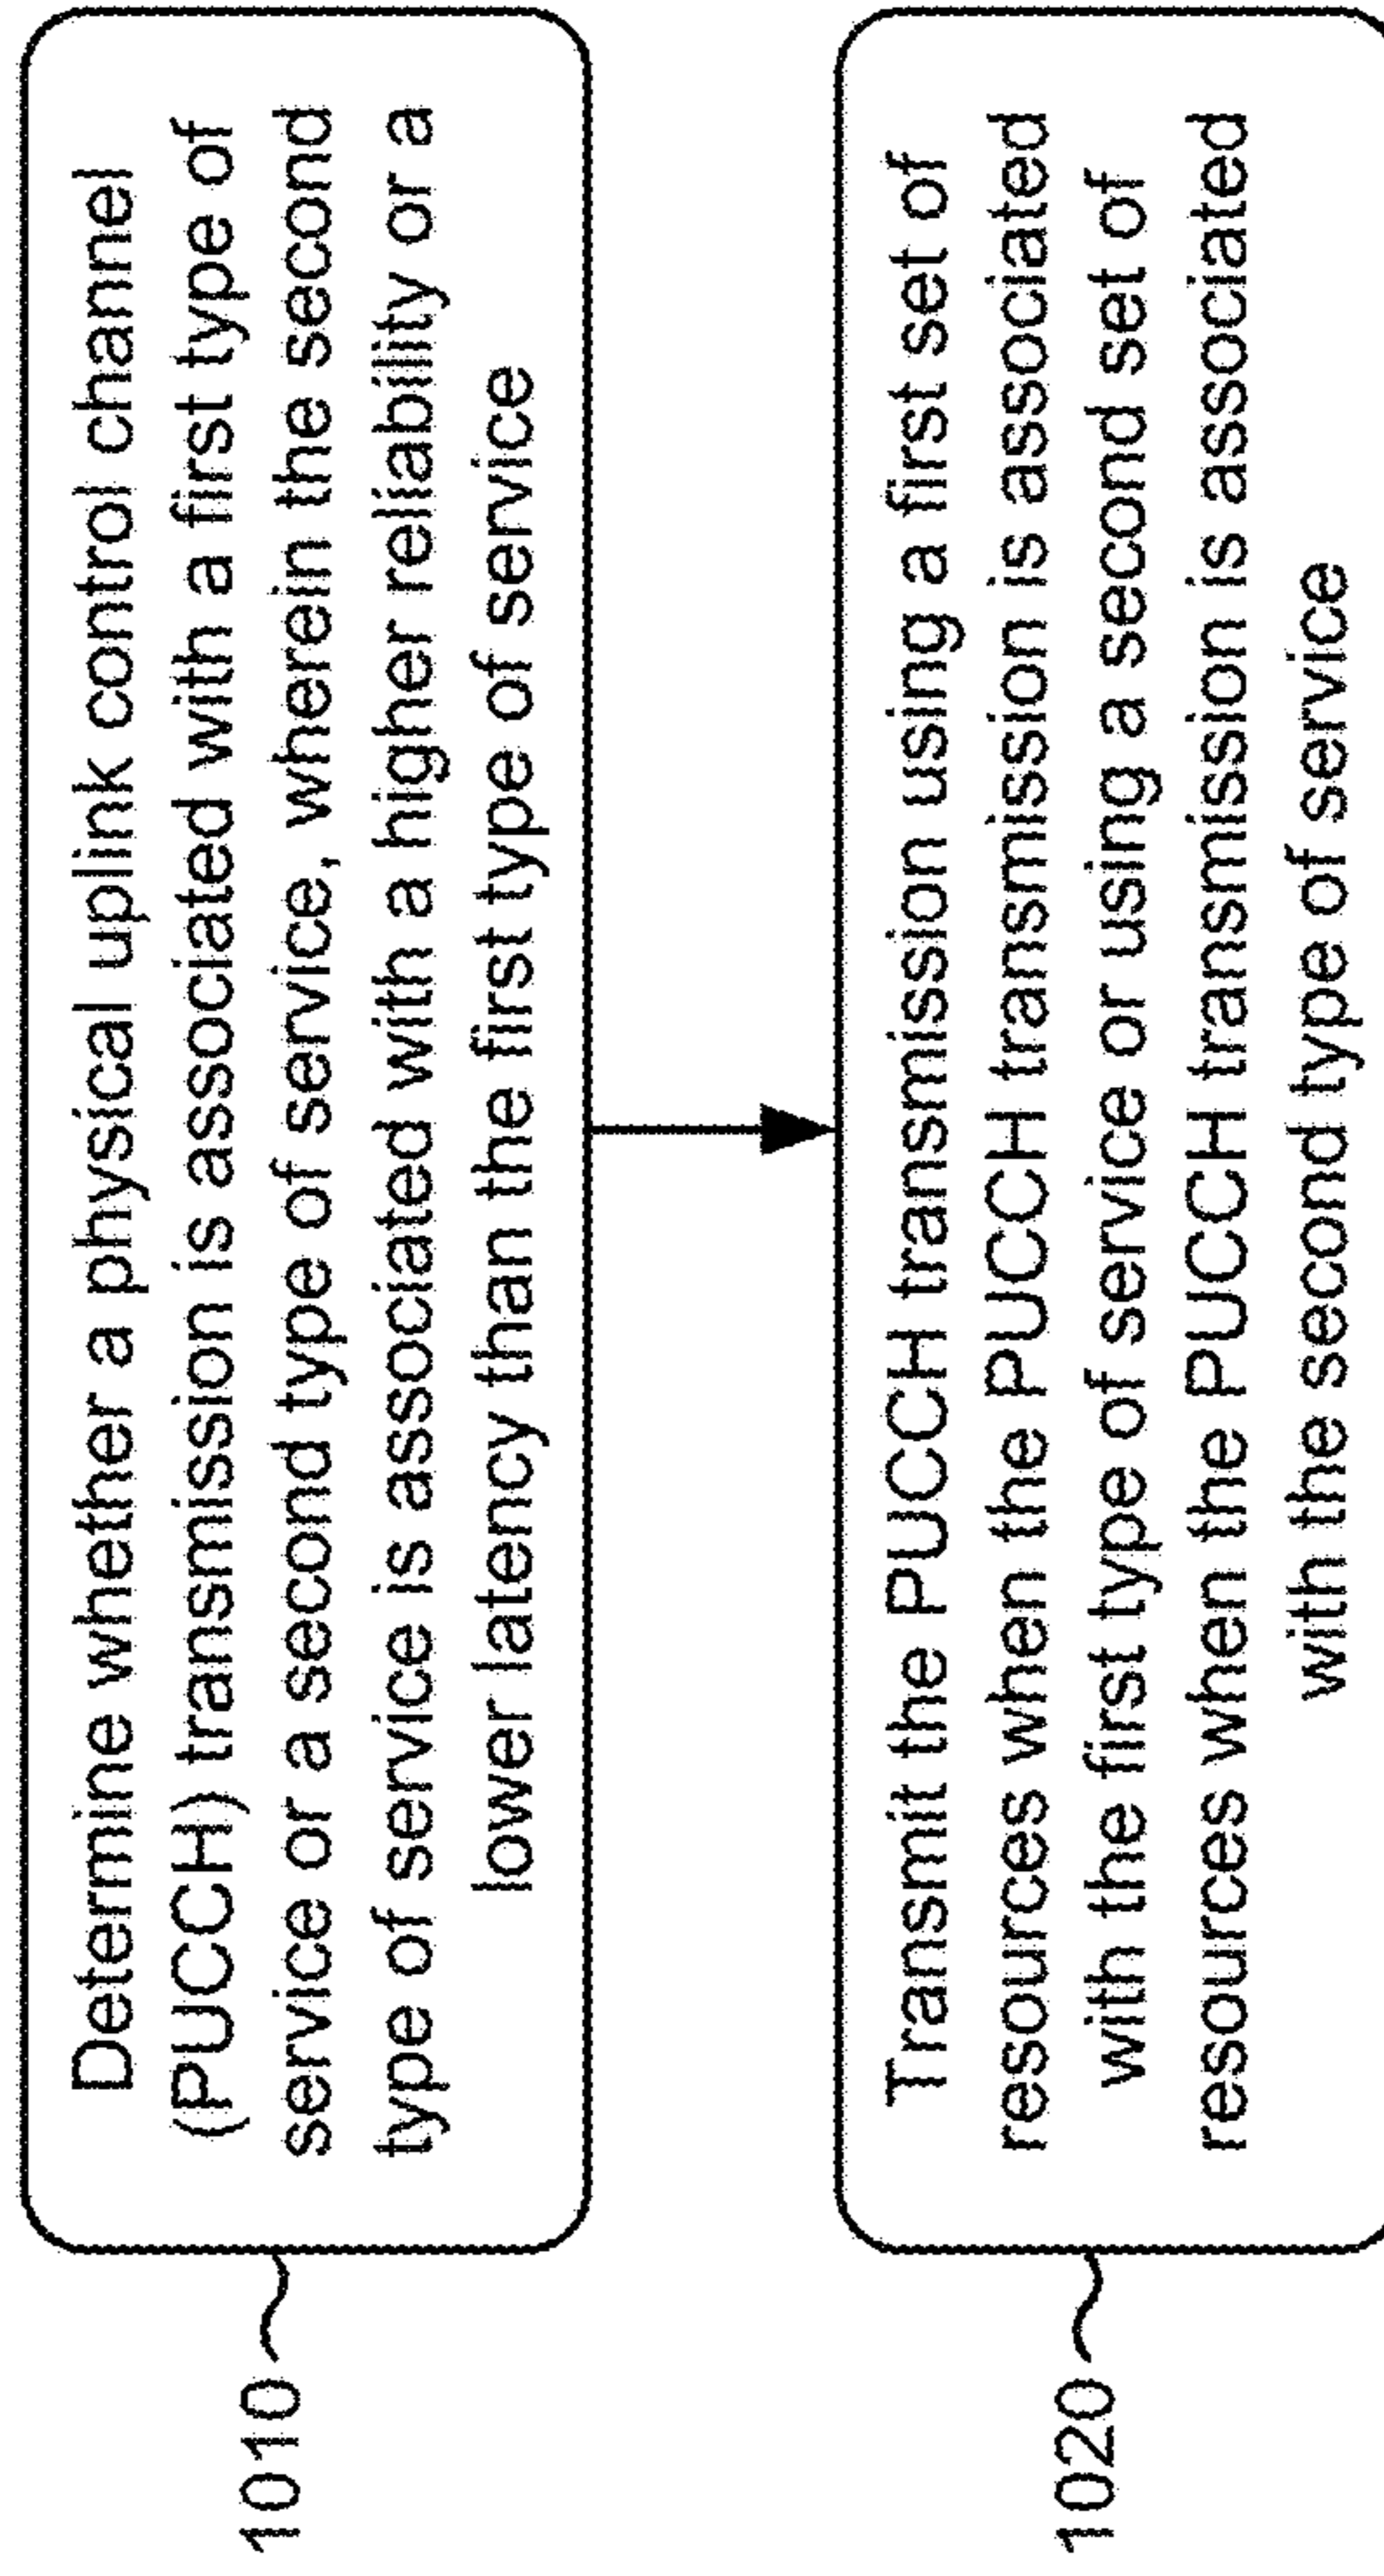 1010
Determine whether a physical uplink control channel
(PUCCH) transmission is associated with a first type of
service or a second type of service, wherein the second
type of service is associated with a higher reliability or a
lower latency than the first type of service
1020
Transmit the PUCCH transmission using a first set of
resources when the PUCCH transmission is associated
with the first type of service or using a second set of
resources when the PUCCH transmission is associated
with the second type of service